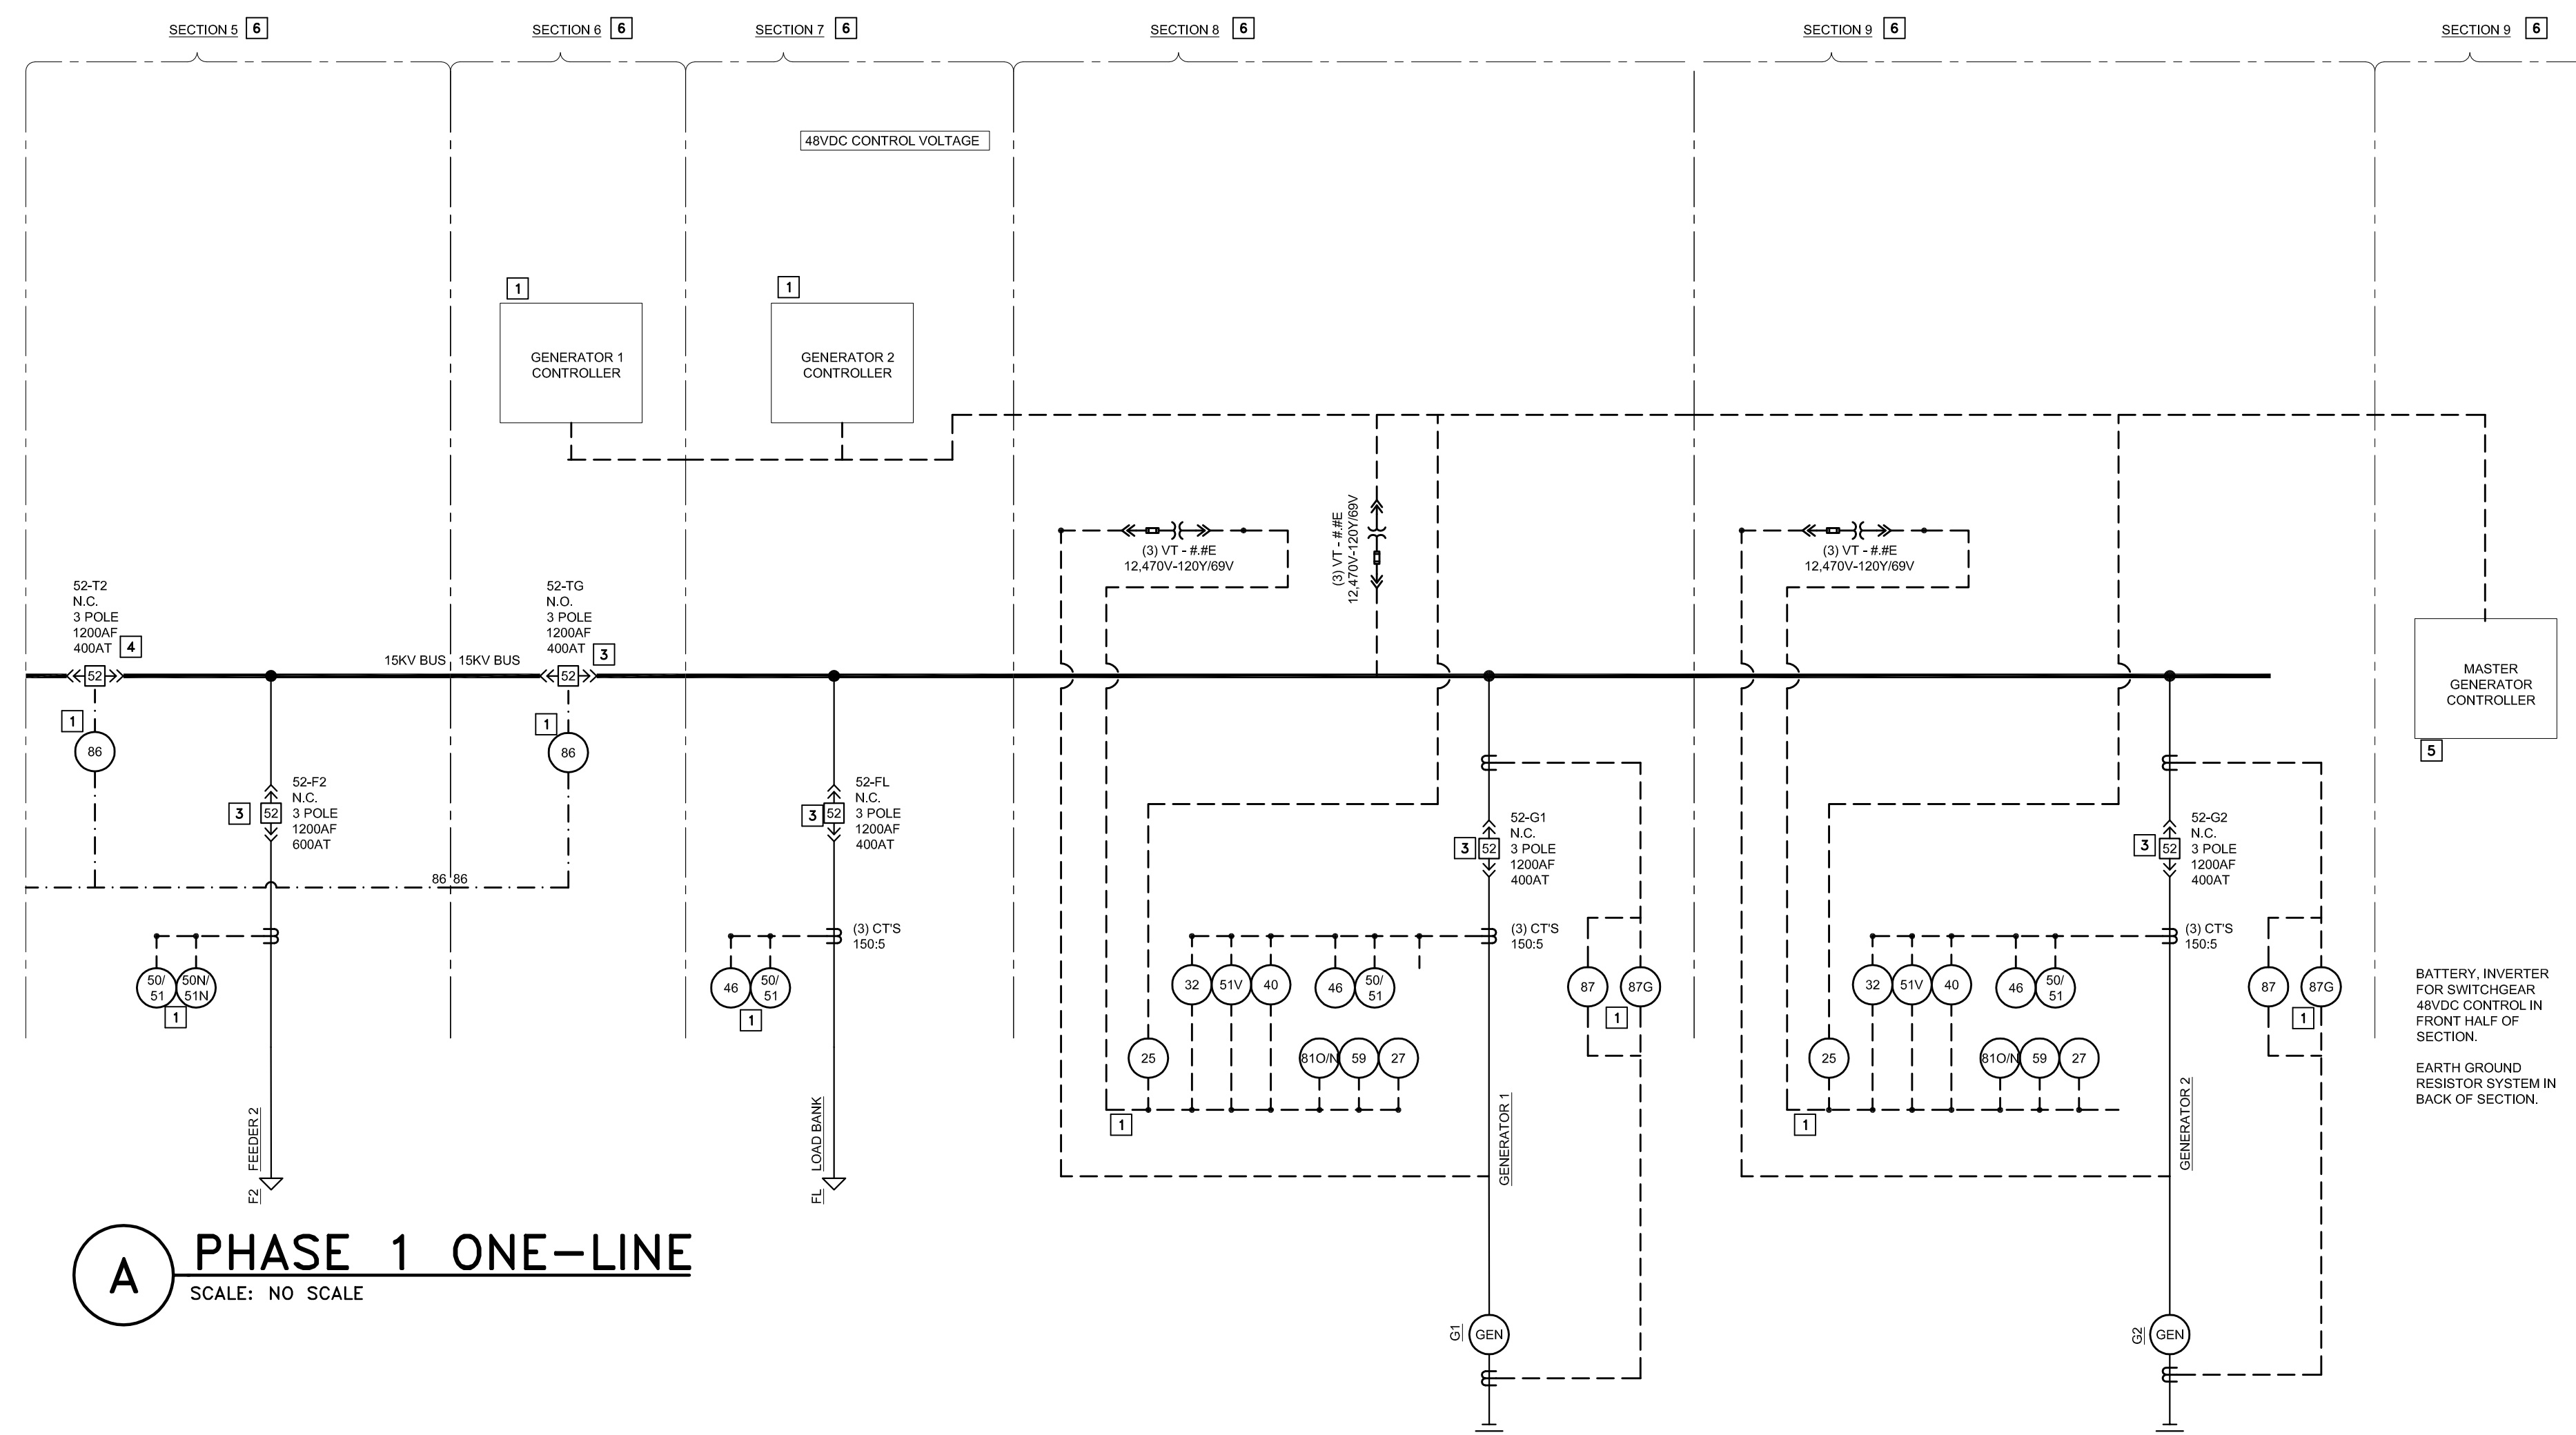 SECTION 5 6
SECTION 6 6
SECTION 7 6
SECTION 8 6
SECTION 9 6
SECTION 9 6
48VDC CONTROL VOLTAGE
1
GENERATOR 1
CONTROLLER
1
GENERATOR 2
CONTROLLER
(3) VT - #.#E
12,470V-120Y/69V
(3) VT - #.#E
12,470V-120Y/69V
(3) VT - #.#E
12,470V-120Y/69V
52-T2
N.C.
3 POLE
1200AF
400AT
4
52
1
86
15KV BUS
15KV BUS
52-TG
N.O.
3 POLE
1200AF
400AT
3
52
1
86
MASTER
GENERATOR
CONTROLLER
5
3
52
52-F2
N.C.
3 POLE
1200AF
600AT
86
86
50/
51
50N/
51N
1
FEEDER 2
F2
3
52
52-FL
N.C.
3 POLE
1200AF
400AT
(3) CT'S
150:5
46
50/
51
1
LOAD BANK
FL
3
52
52-G1
N.C.
3 POLE
1200AF
400AT
(3) CT'S
150:5
32
51V
40
46
50/
51
87
87G
1
25
81O/N
59
27
1
GENERATOR 1
G1
GEN
3
52
52-G2
N.C.
3 POLE
1200AF
400AT
(3) CT'S
150:5
32
51V
40
46
50/
51
87
87G
1
25
81O/N
59
27
1
GENERATOR 2
G2
GEN
BATTERY, INVERTER
FOR SWITCHGEAR
48VDC CONTROL IN
FRONT HALF OF
SECTION.
EARTH GROUND
RESISTOR SYSTEM IN
BACK OF SECTION.
A
PHASE 1 ONE-LINE
SCALE: NO SCALE